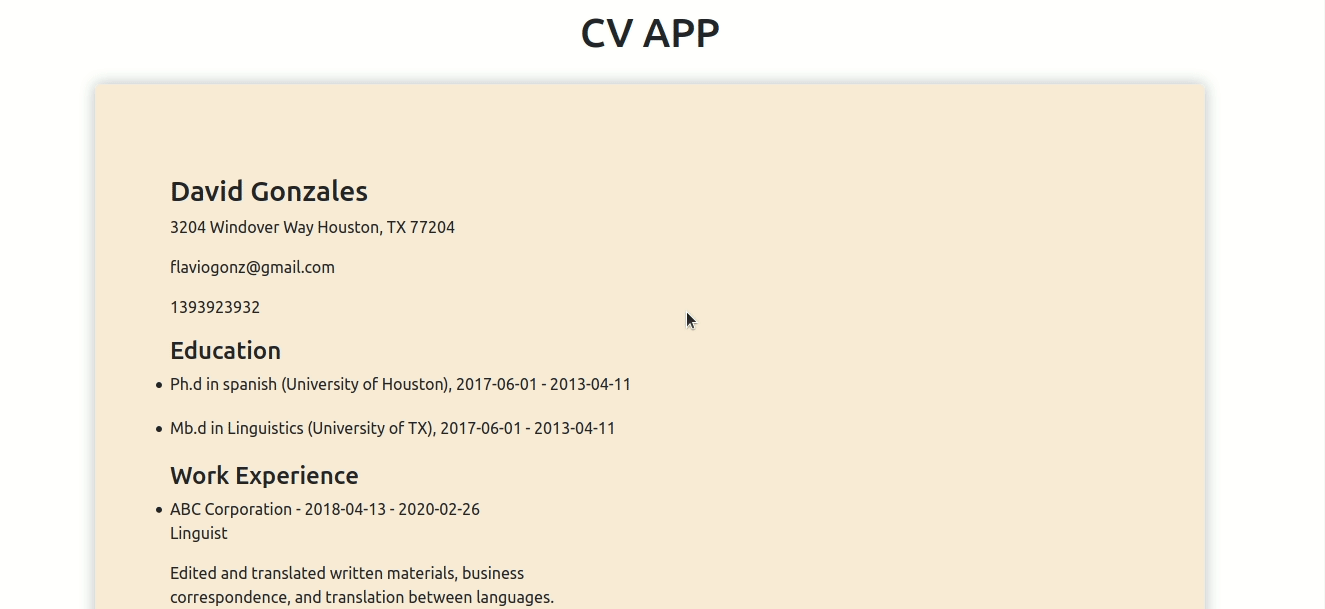 CV APP
David Gonzales
3204 Windover Way Houston, TX 77204
flaviogonz@gmail.com
1393923932
Education
• Ph.d in spanish (University of Houston), 2017-06-01 - 2013-04-11
• Mb.d in Linguistics (University of TX), 2017-06-01 - 2013-04-11
Work Experience
• ABC Corporation - 2018-04-13 - 2020-02-26
Linguist
Edited and translated written materials, business
correspondence, and translation between languages.